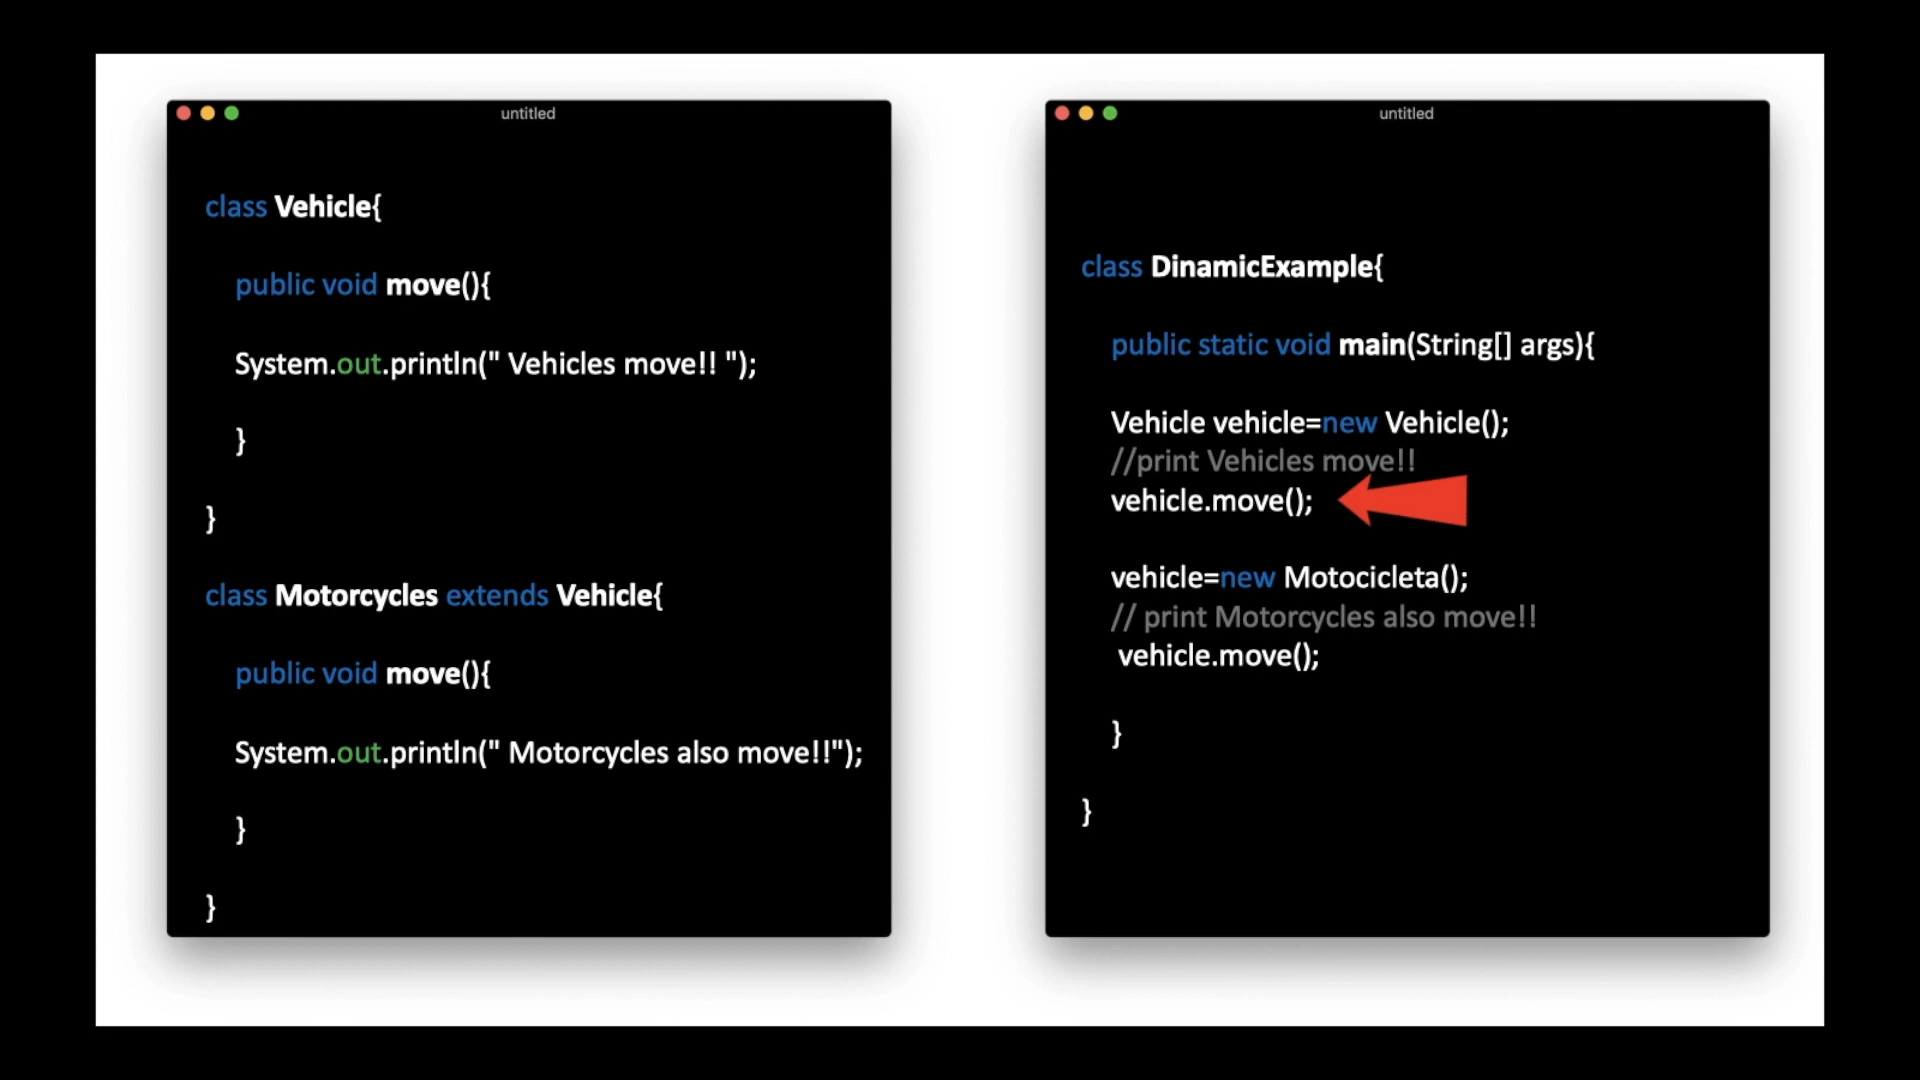 untitled
class Vehicle{
public void move(){
System.out.println(" Vehicles move!! ");
}
}
class Motorcycles extends Vehicle{
public void move(){
System.out.println(" Motorcycles also move!!");
}
}
untitled
class DinamicExample{
public static void main(String[] args){
Vehicle vehicle=new Vehicle();
//print Vehicles move!!
vehicle.move();
vehicle=new Motocicleta();
// print Motorcycles also move!!
vehicle.move();
}
}